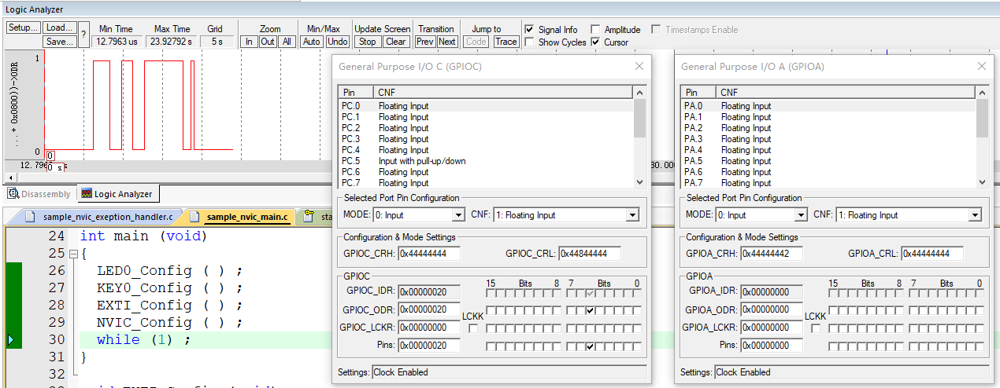 Logic Analyzer
Setup... Load... Save... ? Min Time 12.7963 us Max Time 23.92792 s Grid 5 s Zoom In Out All Min/Max Auto Undo Update Screen Stop Clear Transition Prev Next Jump to Code Trace Signal Info Amplitude Timestamps Enable
Show Cycles Cursor
... + 0x0800))->ODR
1
0
0
0 s
Disassembly Logic Analyzer
sample_nvic_exeption_handler.c sample_nvic_main.c sta
24 int main (void)
25 {
26 LED0_Config ( ) ;
27 KEY0_Config ( ) ;
28 EXTI_Config ( ) ;
29 NVIC_Config ( ) ;
30 while (1) ;
31 }
32
General Purpose I/O C (GPIOC)
Pin CNF
PC.0 Floating Input
PC.1 Floating Input
PC.2 Floating Input
PC.3 Floating Input
PC.4 Floating Input
PC.5 Input with pull-up/down
PC.6 Floating Input
PC.7 Floating Input
Selected Port Pin Configuration
MODE: 0: Input CNF: 1: Floating Input
Configuration & Mode Settings
GPIOC_CRH: 0x44444444 GPIOC_CRL: 0x44844444
GPIOC
15 Bits 8 7 Bits 0
GPIOC_IDR: 0x00000020
GPIOC_ODR: 0x00000020
LCKK
GPIOC_LCKR: 0x00000000
Pins: 0x00000020
Settings: Clock Enabled
General Purpose I/O A (GPIOA)
Pin CNF
PA.0 Floating Input
PA.1 Floating Input
PA.2 Floating Input
PA.3 Floating Input
PA.4 Floating Input
PA.5 Floating Input
PA.6 Floating Input
PA.7 Floating Input
Selected Port Pin Configuration
MODE: 0: Input CNF: 1: Floating Input
Configuration & Mode Settings
GPIOA_CRH: 0x44444442 GPIOA_CRL: 0x44444444
GPIOA
15 Bits 8 7 Bits 0
GPIOA_IDR: 0x00000000
GPIOA_ODR: 0x00000000
LCKK
GPIOA_LCKR: 0x00000000
Pins: 0x00000000
Settings: Clock Enabled